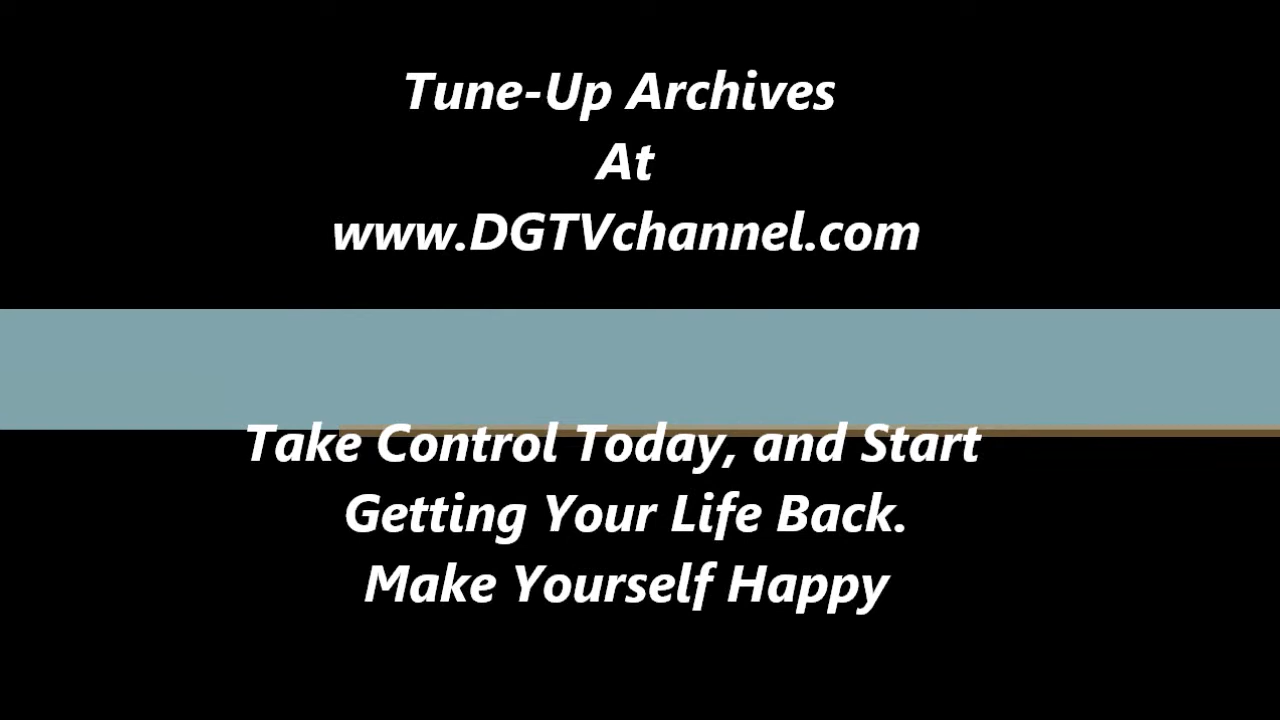 Tune-Up Archives
At
www.DGTVchannel.com
Take Control Today, and Start
Getting Your Life Back.
Make Yourself Happy